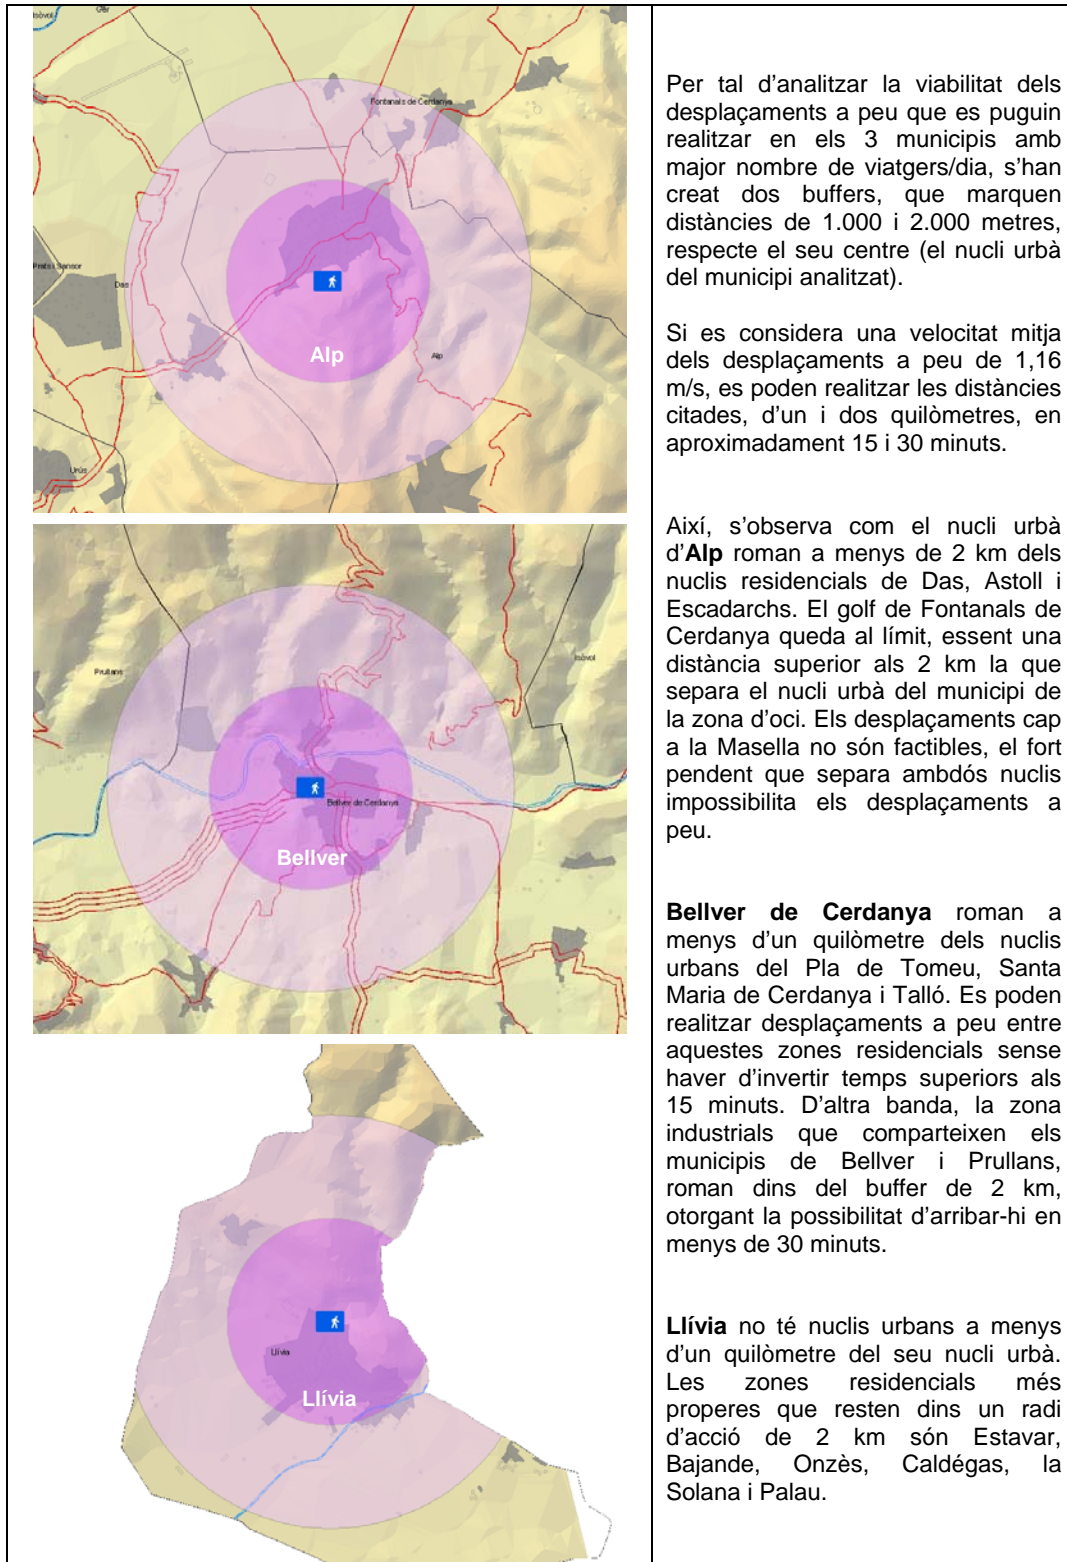 Isòvol
Ger
Fontanals de Cerdanya
Prats i Sansor
Das
Alp
Alp
Urús
Prullans
Isòvol
Bellver de Cerdanya
Bellver
Llívia
Llívia
Per tal d’analitzar la viabilitat dels
desplaçaments a peu que es puguin
realitzar en els 3 municipis amb
major nombre de viatgers/dia, s’han
creat dos buffers, que marquen
distàncies de 1.000 i 2.000 metres,
respecte el seu centre (el nucli urbà
del municipi analitzat).
Si es considera una velocitat mitja
dels desplaçaments a peu de 1,16
m/s, es poden realitzar les distàncies
citades, d’un i dos quilòmetres, en
aproximadament 15 i 30 minuts.
Així, s’observa com el nucli urbà
d’Alp roman a menys de 2 km dels
nuclis residencials de Das, Astoll i
Escadarchs. El golf de Fontanals de
Cerdanya queda al límit, essent una
distància superior als 2 km la que
separa el nucli urbà del municipi de
la zona d’oci. Els desplaçaments cap
a la Masella no són factibles, el fort
pendent que separa ambdós nuclis
impossibilita els desplaçaments a
peu.
Bellver de Cerdanya roman a
menys d’un quilòmetre dels nuclis
urbans del Pla de Tomeu, Santa
Maria de Cerdanya i Talló. Es poden
realitzar desplaçaments a peu entre
aquestes zones residencials sense
haver d’invertir temps superiors als
15 minuts. D’altra banda, la zona
industrials que comparteixen els
municipis de Bellver i Prullans,
roman dins del buffer de 2 km,
otorgant la possibilitat d’arribar-hi en
menys de 30 minuts.
Llívia no té nuclis urbans a menys
d’un quilòmetre del seu nucli urbà.
Les zones residencials més
properes que resten dins un radi
d’acció de 2 km són Estavar,
Bajande, Onzès, Caldégas, la
Solana i Palau.